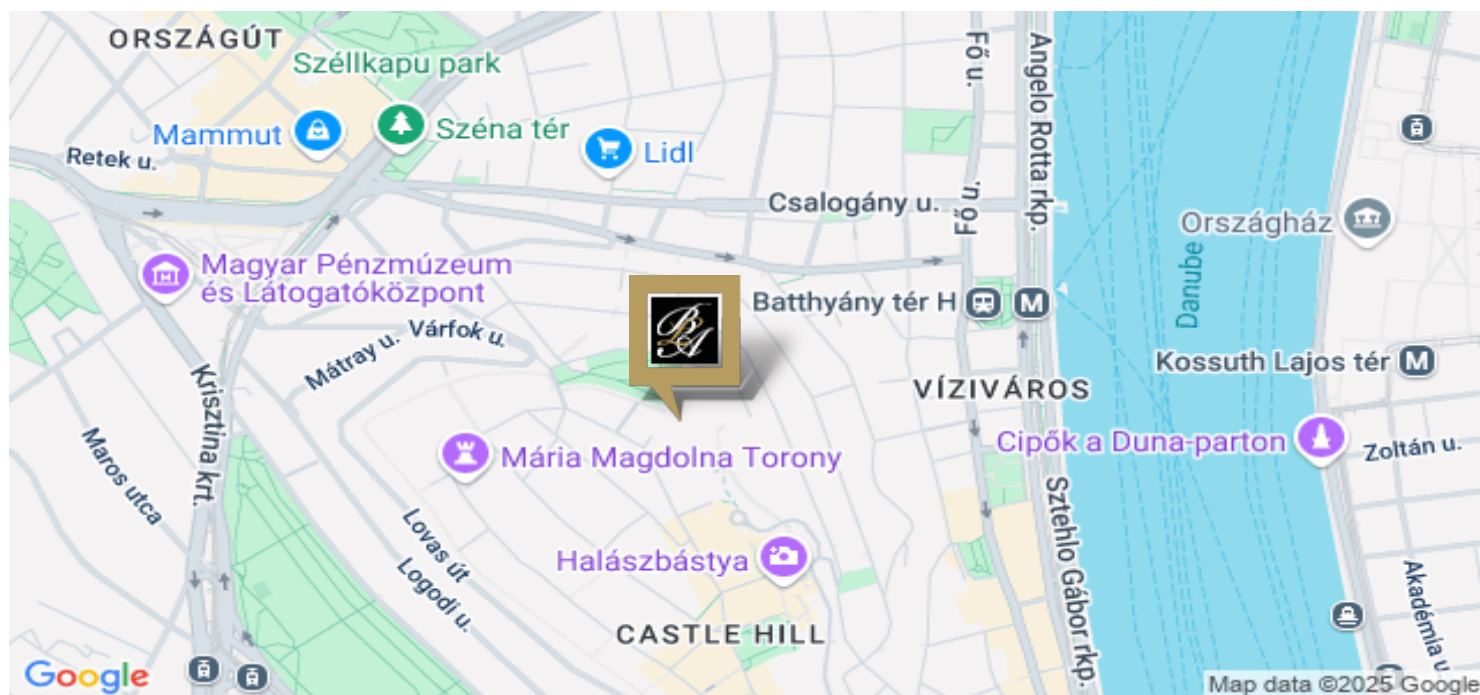 ORSZÁGÚT
Széllkapu park
Mammut
Széna tér
Lidl
Retek u.
Fő u.
Angelo Rotta rkp.
Csalogány u.
Fő u.
Országház
Magyar Pénzmúzeum
és Látogatóközpont
Danube
Batthyány tér H
M
Várfok u.
Mátray u.
BLA
Kossuth Lajos tér
M
VÍZIVÁROS
Krisztina krt.
Maros utca
Mária Magdolna Torony
Cipők a Duna-parton
Zoltán u.
Lovas út
Logodi u.
Halászbástya
Sztehlo Gábor rkp.
Akadémia u.
CASTLE HILL
Google
Map data ©2025 Google